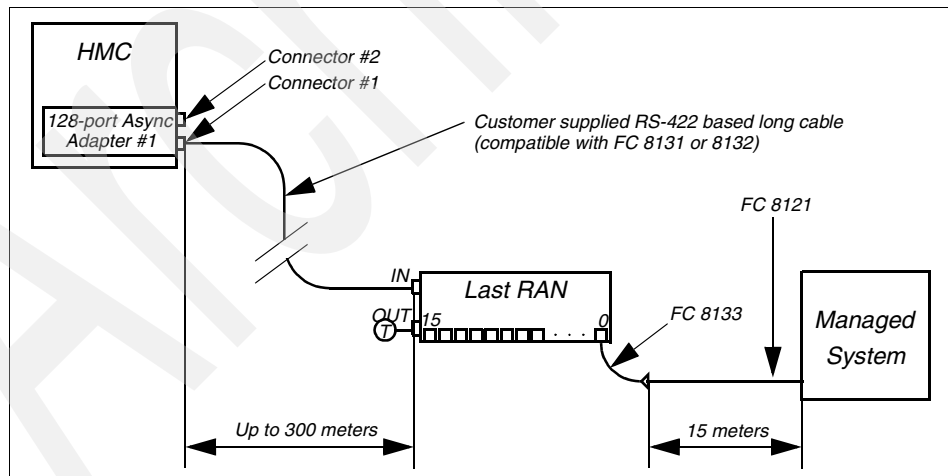 HMC
Connector #2
Connector #1
128-port Async
Adapter #1
Customer supplied RS-422 based long cable
(compatible with FC 8131 or 8132)
FC 8121
IN
Last RAN
OUT
T
15
. . .
0
FC 8133
Managed
System
Up to 300 meters
15 meters